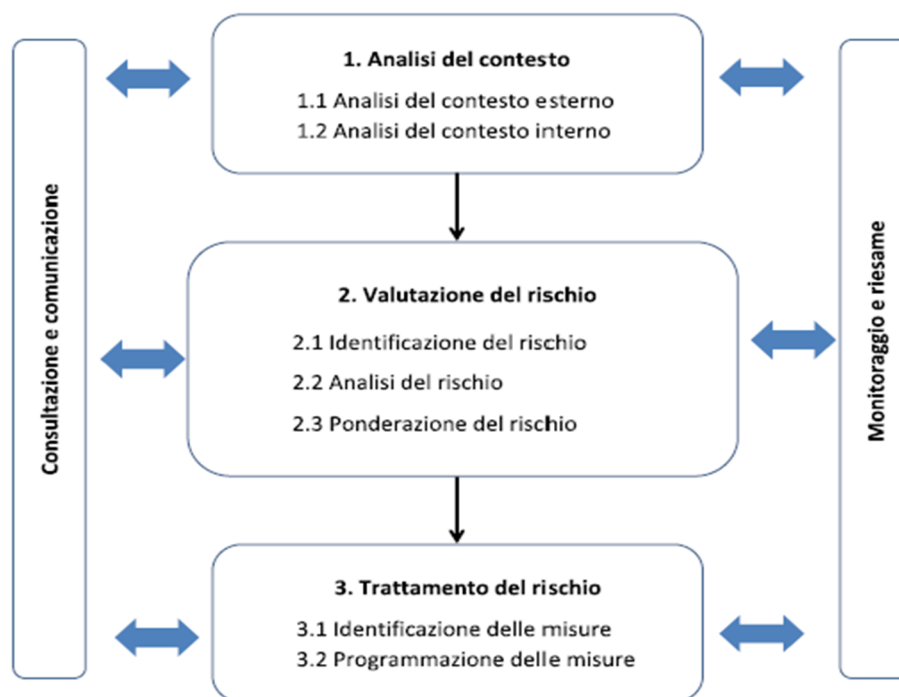 Consultazione e comunicazione
1. Analisi del contesto
1.1 Analisi del contesto esterno
1.2 Analisi del contesto interno
2. Valutazione del rischio
2.1 Identificazione del rischio
2.2 Analisi del rischio
2.3 Ponderazione del rischio
3. Trattamento del rischio
3.1 Identificazione delle misure
3.2 Programmazione delle misure
Monitoraggio e riesame